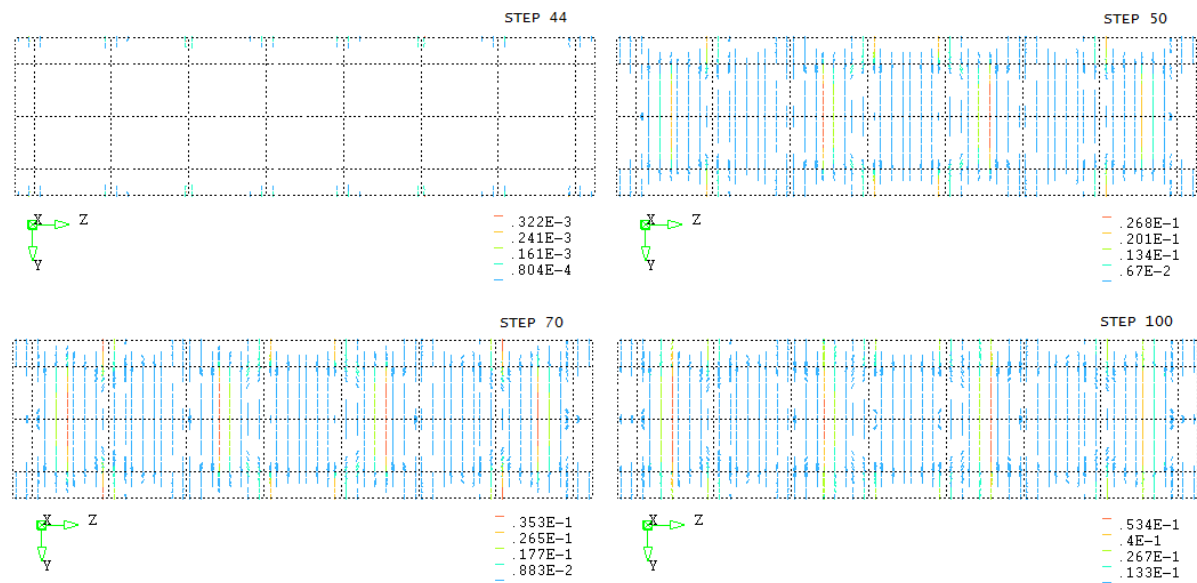 STEP 44
X Z
Y
.322E-3
.241E-3
.161E-3
.804E-4
STEP 50
X Z
Y
.268E-1
.201E-1
.134E-1
.67E-2
STEP 70
X Z
Y
.353E-1
.265E-1
.177E-1
.883E-2
STEP 100
X Z
Y
.534E-1
.4E-1
.267E-1
.133E-1